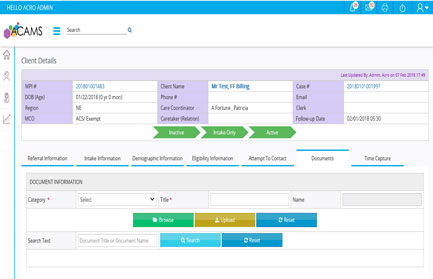 HELLO ACRO ADMIN
ACAMS
Search
Client Details
Last Updated By: Admin, Acro on 07 Feb 2018 17:49
MPI # 201801001483 Client Name Mr Test, FF Billing Case # 201801001997
DOB (Age) 01/22/2018 (0 yr 0 mon) Phone # Email
Region NE Care Coordinator A Fortune , Patricia Clerk
MCO ACS/ Exempt Caretaker (Relation) Follow-up Date 02/01/2018 05:30
Inactive Intake Only Active
Referral Information Intake Information Demographic Information Eligibility Information Attempt To Contact Documents Time Capture
DOCUMENT INFORMATION
Category * Select Title * Name
Browse Upload Reset
Search Text Document Title or Document Name Search Reset